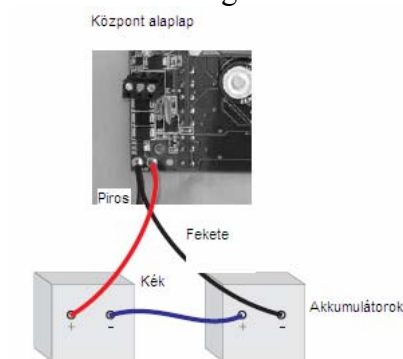 Központ alaplap
Piros
Fekete
Kék
Akkumulátorok
+ − + −